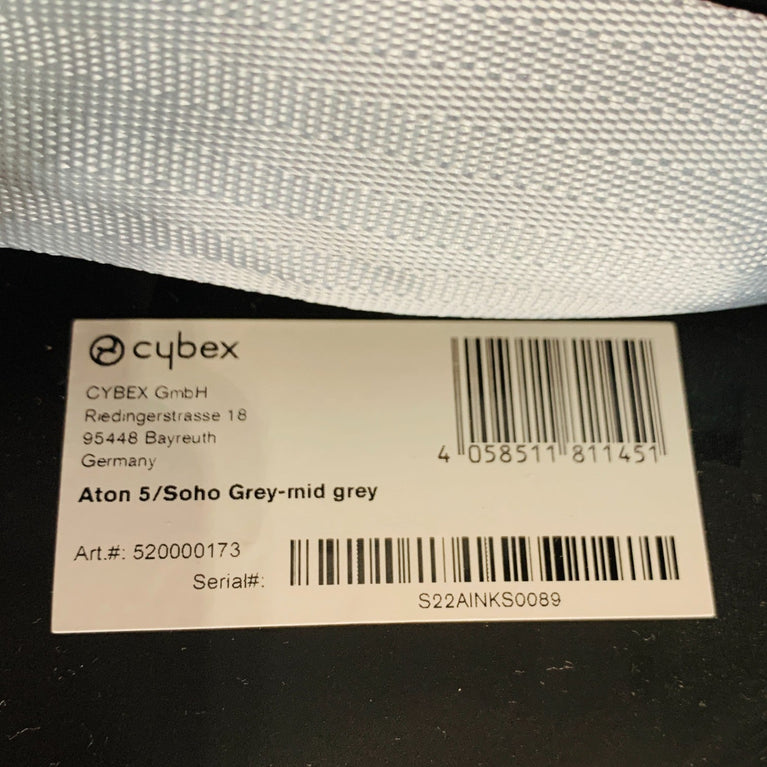 cybex
CYBEX GmbH
Riedingerstrasse 18
95448 Bayreuth
Germany
Aton 5/Soho Grey-mid grey
Art.#: 520000173
Serial#:
4 058511 811451
S22AINKS0089